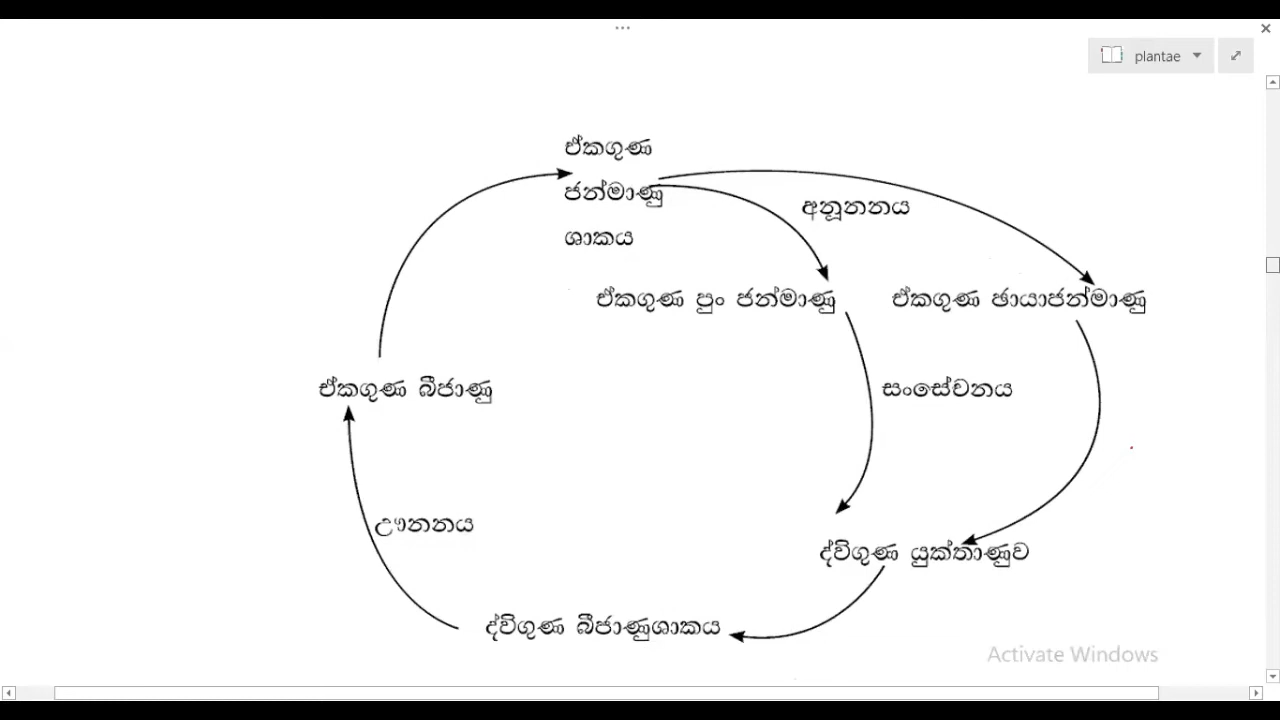 plantae
ඒකගුණ
ජන්මාණු
ශාකය
අනූනනය
ඒකගුණ පුං ජන්මාණු
ඒකගුණ ඡායාජන්මාණු
ඒකගුණ බීජාණු
සංසේචනය
ඌනනය
ද්විගුණ යුක්තාණුව
ද්විගුණ බීජාණුශාකය
Activate Windows